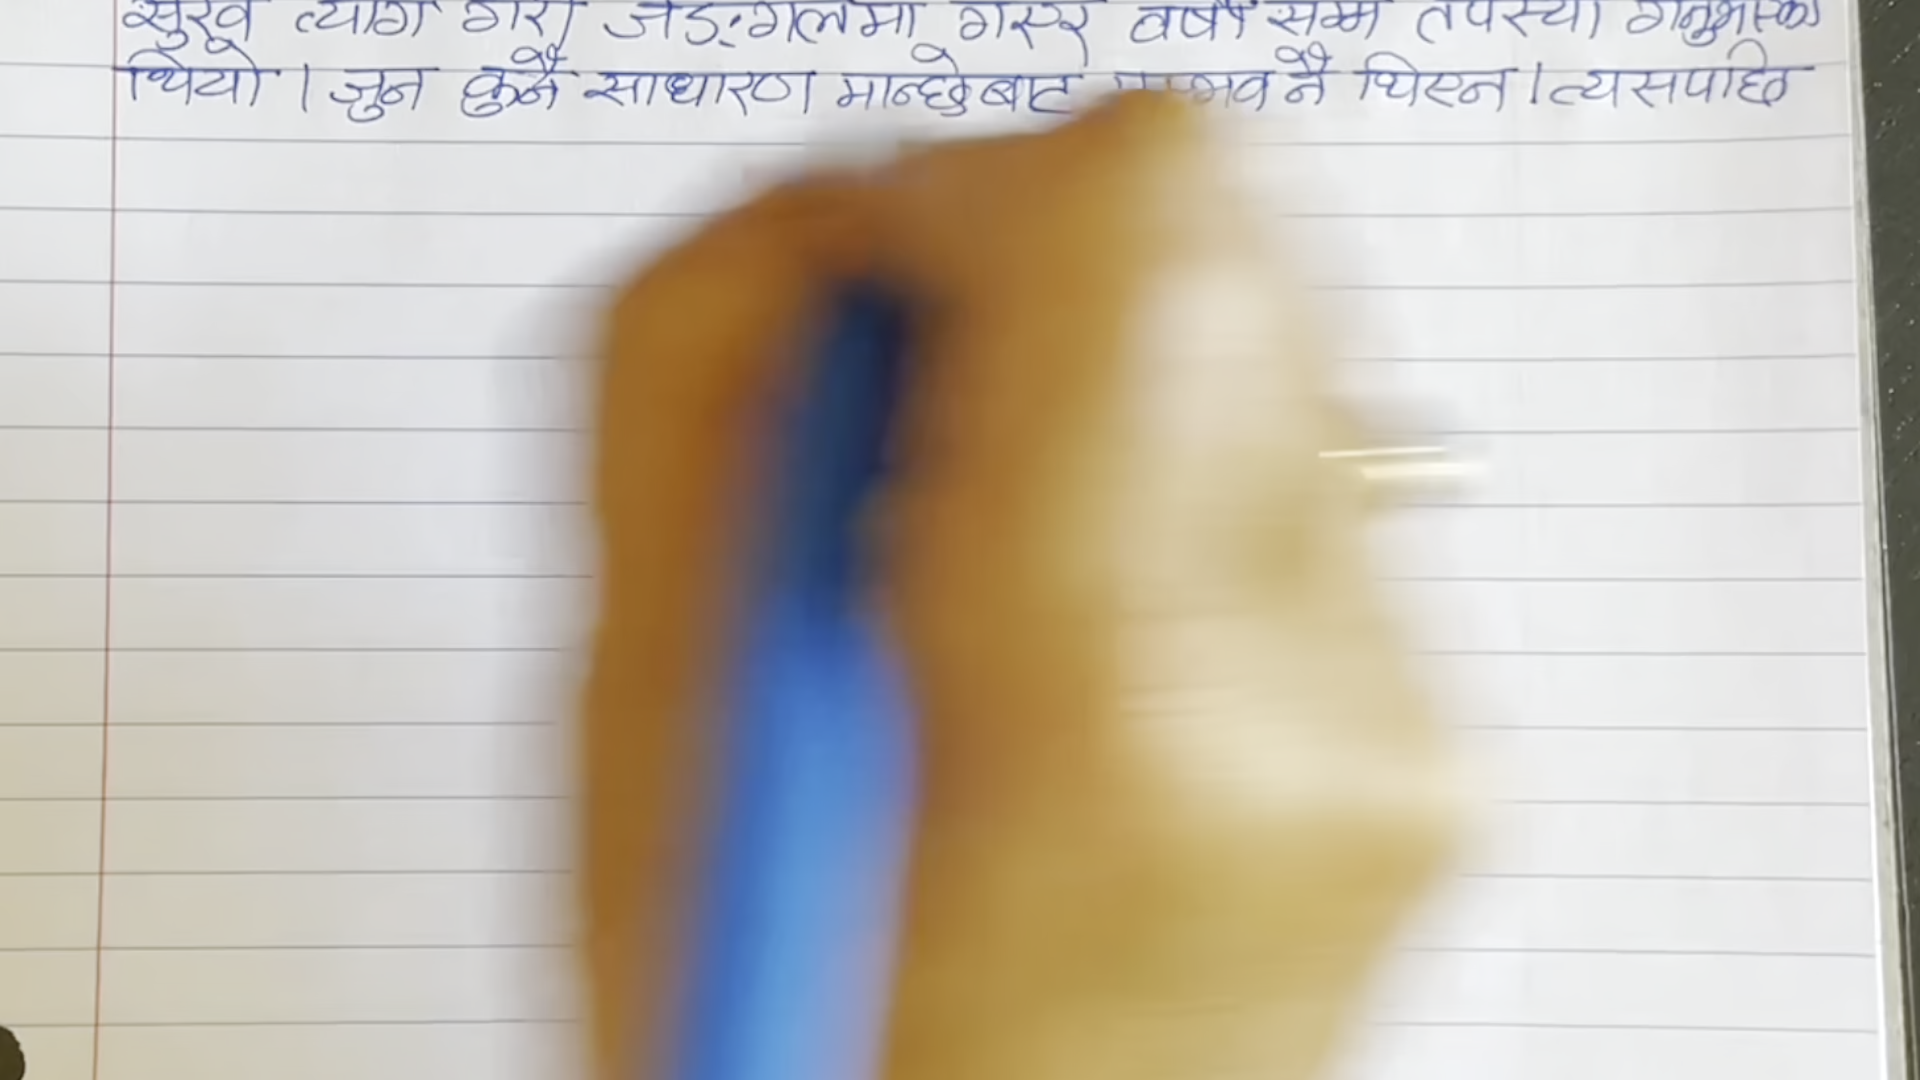 सुख त्याग गरी जङ्गलमा गएर वर्षौ सम्म तपस्या गर्नुभएको
थियो । जुन कुनै साधारण मान्छेबाट सम्भव नै थिएन । त्यसपछि